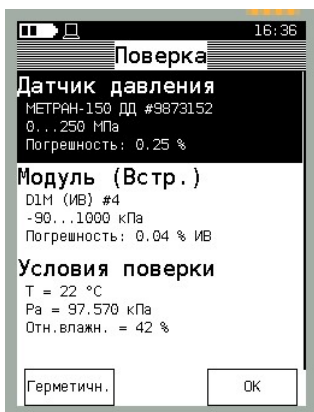 16:36
Поверка
Датчик давления
МЕТРАН-150 ДД #9873152
0...250 МПа
Погрешность: 0.25 %
Модуль (Встр.)
D1M (ИВ) #4
-90...1000 кПа
Погрешность: 0.04 % ИВ
Условия поверки
T = 22 °C
Pa = 97.570 кПа
Отн.влажн. = 42 %
Герметичн.
OK